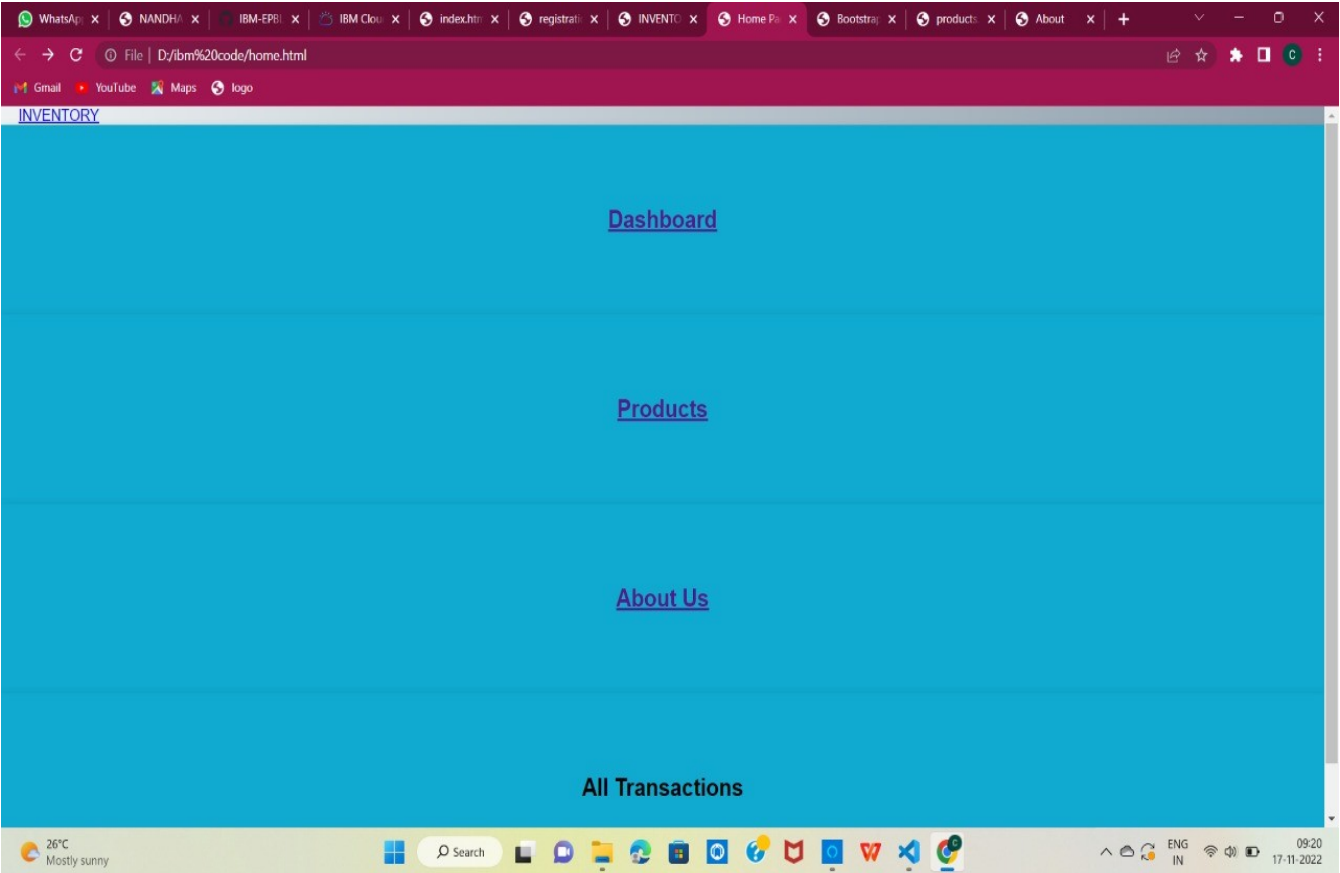 WhatsAp NANDHA IBM-EPBL IBM Clou index.htm registratio INVENTO Home Pa Bootstrap products About
File D:/ibm%20code/home.html
C
Gmail YouTube Maps logo
INVENTORY
Dashboard
Products
About Us
All Transactions
26°C
Mostly sunny
Search
ENG
IN
09:20
17-11-2022